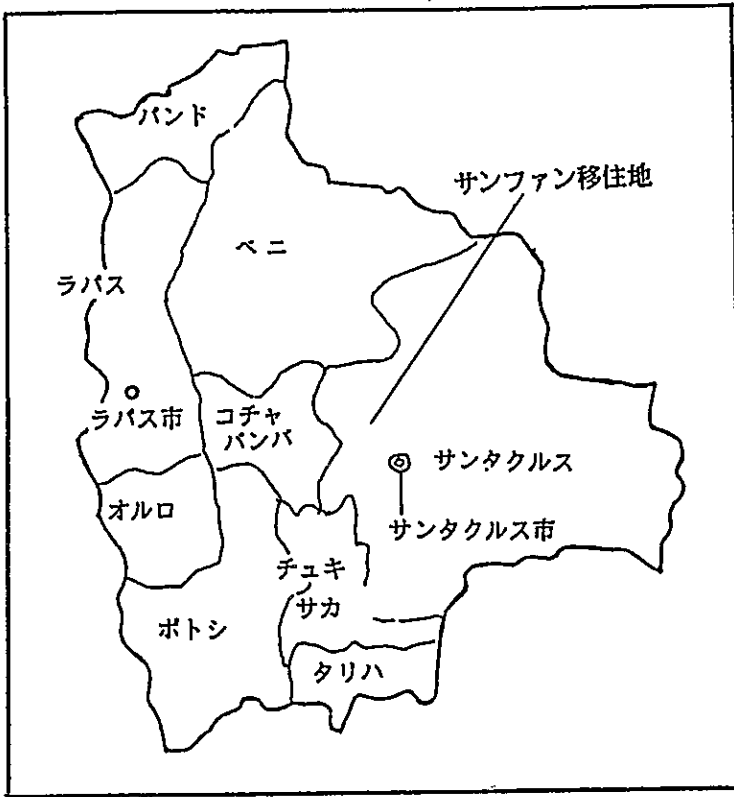 パンド
サンファン移住地
ベニ
ラパス
ラパス市
コチャ
バンバ
サンタクルス
オルロ
サンタクルス市
チュキ
サカ
ポトシ
タリハ